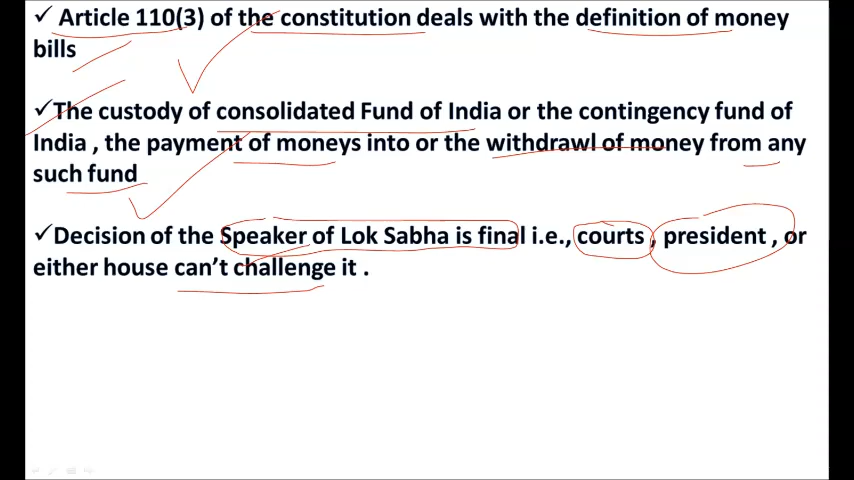 ✓ Article 110(3) of the constitution deals with the definition of money
bills
✓The custody of consolidated Fund of India or the contingency fund of
India , the payment of moneys into or the withdrawl of money from any
such fund
✓Decision of the Speaker of Lok Sabha is final i.e., courts , president , or
either house can’t challenge it .